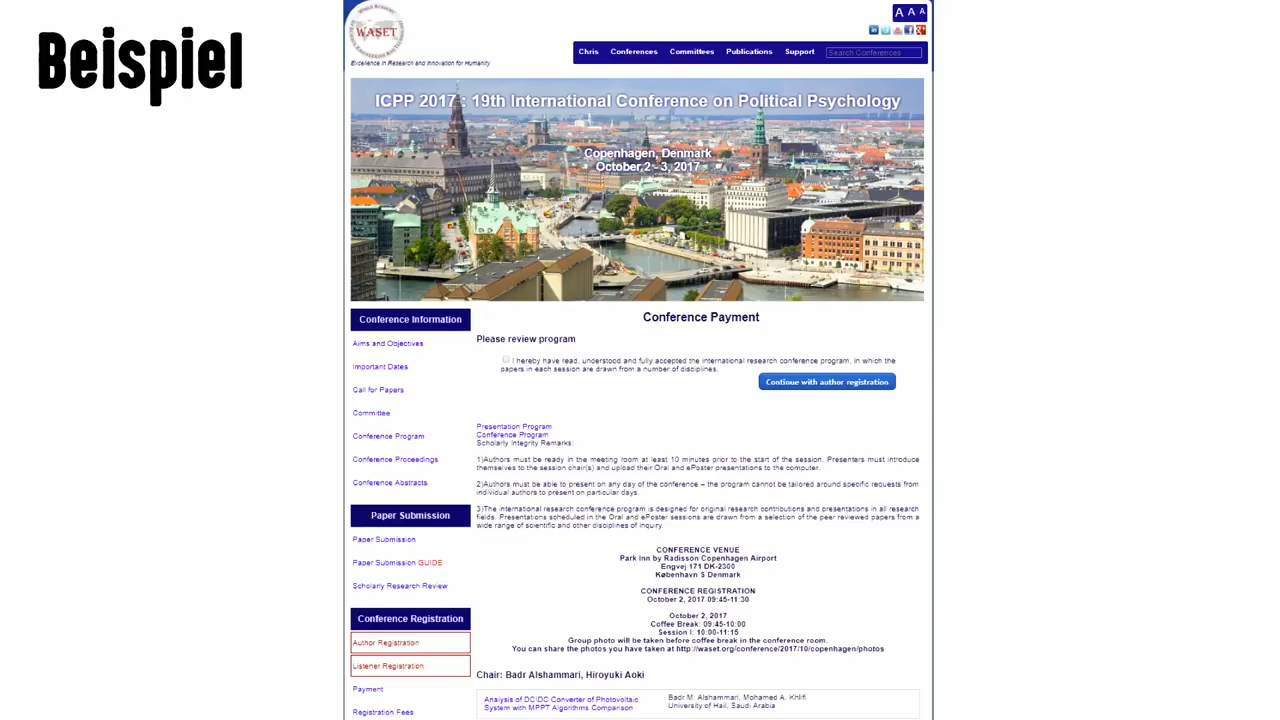 Beispiel
WASET
Excellence in Research and Innovation for Humanity
A A A
Chris Conferences Committees Publications Support Search Conferences
ICPP 2017 : 19th International Conference on Political Psychology
Copenhagen, Denmark
October 2 - 3, 2017
Conference Information
Aims and Objectives
Important Dates
Call for Papers
Committee
Conference Program
Conference Proceedings
Conference Abstracts
Paper Submission
Paper Submission
Paper Submission GUIDE
Scholarly Research Review
Conference Registration
Author Registration
Listener Registration
Payment
Registration Fees
Conference Payment
Please review program
I hereby have read, understood and fully accepted the international research conference program, in which the
papers in each session are drawn from a number of disciplines.
Continue with author registration
Presentation Program
Conference Program
Scholarly Integrity Remarks:
1)Authors must be ready in the meeting room at least 10 minutes prior to the start of the session. Presenters must introduce
themselves to the session chair(s) and upload their Oral and ePoster presentations to the computer.
2)Authors must be able to present on any day of the conference – the program cannot be tailored around specific requests from
individual authors to present on particular days.
3)The international research conference program is designed for original research contributions and presentations in all research
fields. Presentations scheduled in the Oral and ePoster sessions are drawn from a selection of the peer reviewed papers from a
wide range of scientific and other disciplines of inquiry.
CONFERENCE VENUE
Park Inn by Radisson Copenhagen Airport
Engvej 171 DK-2300
København S Denmark
CONFERENCE REGISTRATION
October 2, 2017 09:45-11:30
October 2, 2017
Coffee Break: 09:45-10:00
Session I: 10:00-11:15
Group photo will be taken before coffee break in the conference room.
You can share the photos you have taken at http://waset.org/conference/2017/10/copenhagen/photos
Chair: Badr Alshammari, Hiroyuki Aoki
Analysis of DC\DC Converter of Photovoltaic
System with MPPT Algorithms Comparison
Badr M. Alshammari, Mohamed A. Khlifi
University of Hail, Saudi Arabia